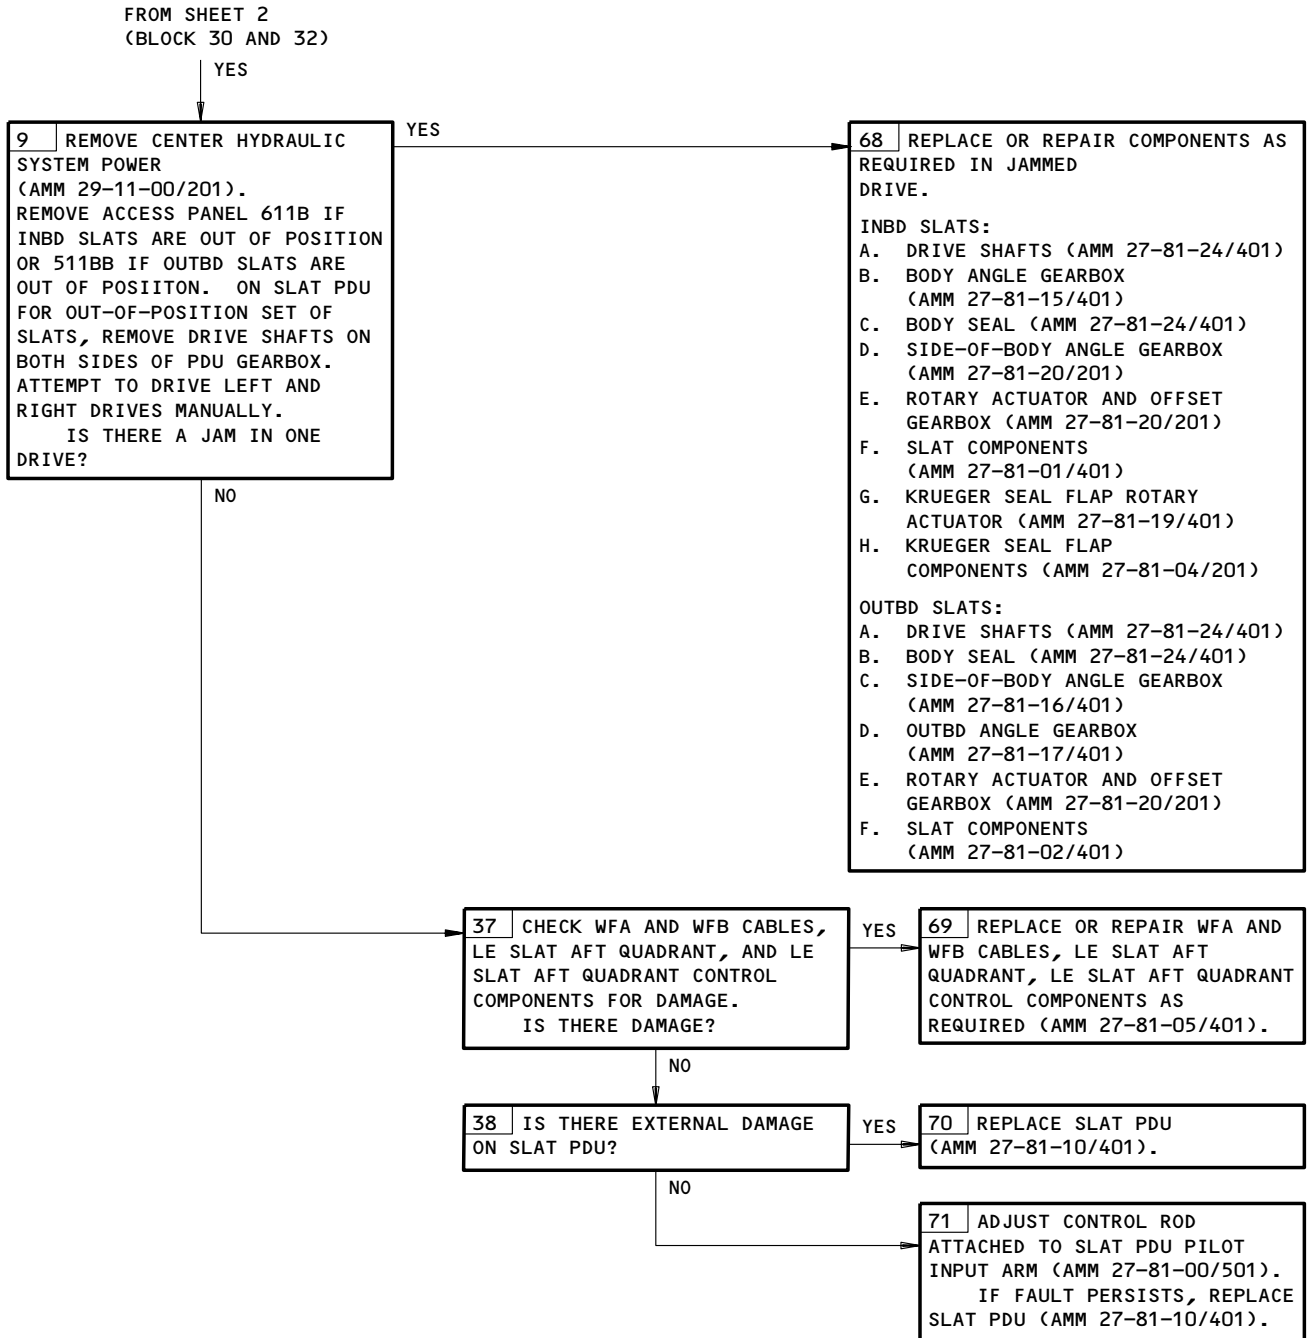 FROM SHEET 2
(BLOCK 30 AND 32)
YES
9 REMOVE CENTER HYDRAULIC
SYSTEM POWER
(AMM 29-11-00/201).
REMOVE ACCESS PANEL 611B IF
INBD SLATS ARE OUT OF POSITION
OR 511BB IF OUTBD SLATS ARE
OUT OF POSIITON. ON SLAT PDU
FOR OUT-OF-POSITION SET OF
SLATS, REMOVE DRIVE SHAFTS ON
BOTH SIDES OF PDU GEARBOX.
ATTEMPT TO DRIVE LEFT AND
RIGHT DRIVES MANUALLY.
IS THERE A JAM IN ONE
DRIVE?
YES
NO
68 REPLACE OR REPAIR COMPONENTS AS
REQUIRED IN JAMMED
DRIVE.
INBD SLATS:
A. DRIVE SHAFTS (AMM 27-81-24/401)
B. BODY ANGLE GEARBOX
(AMM 27-81-15/401)
C. BODY SEAL (AMM 27-81-24/401)
D. SIDE-OF-BODY ANGLE GEARBOX
(AMM 27-81-20/201)
E. ROTARY ACTUATOR AND OFFSET
GEARBOX (AMM 27-81-20/201)
F. SLAT COMPONENTS
(AMM 27-81-01/401)
G. KRUEGER SEAL FLAP ROTARY
ACTUATOR (AMM 27-81-19/401)
H. KRUEGER SEAL FLAP
COMPONENTS (AMM 27-81-04/201)
OUTBD SLATS:
A. DRIVE SHAFTS (AMM 27-81-24/401)
B. BODY SEAL (AMM 27-81-24/401)
C. SIDE-OF-BODY ANGLE GEARBOX
(AMM 27-81-16/401)
D. OUTBD ANGLE GEARBOX
(AMM 27-81-17/401)
E. ROTARY ACTUATOR AND OFFSET
GEARBOX (AMM 27-81-20/201)
F. SLAT COMPONENTS
(AMM 27-81-02/401)
37 CHECK WFA AND WFB CABLES,
LE SLAT AFT QUADRANT, AND LE
SLAT AFT QUADRANT CONTROL
COMPONENTS FOR DAMAGE.
IS THERE DAMAGE?
YES
NO
69 REPLACE OR REPAIR WFA AND
WFB CABLES, LE SLAT AFT
QUADRANT, LE SLAT AFT QUADRANT
CONTROL COMPONENTS AS
REQUIRED (AMM 27-81-05/401).
38 IS THERE EXTERNAL DAMAGE
ON SLAT PDU?
YES
NO
70 REPLACE SLAT PDU
(AMM 27-81-10/401).
71 ADJUST CONTROL ROD
ATTACHED TO SLAT PDU PILOT
INPUT ARM (AMM 27-81-00/501).
IF FAULT PERSISTS, REPLACE
SLAT PDU (AMM 27-81-10/401).